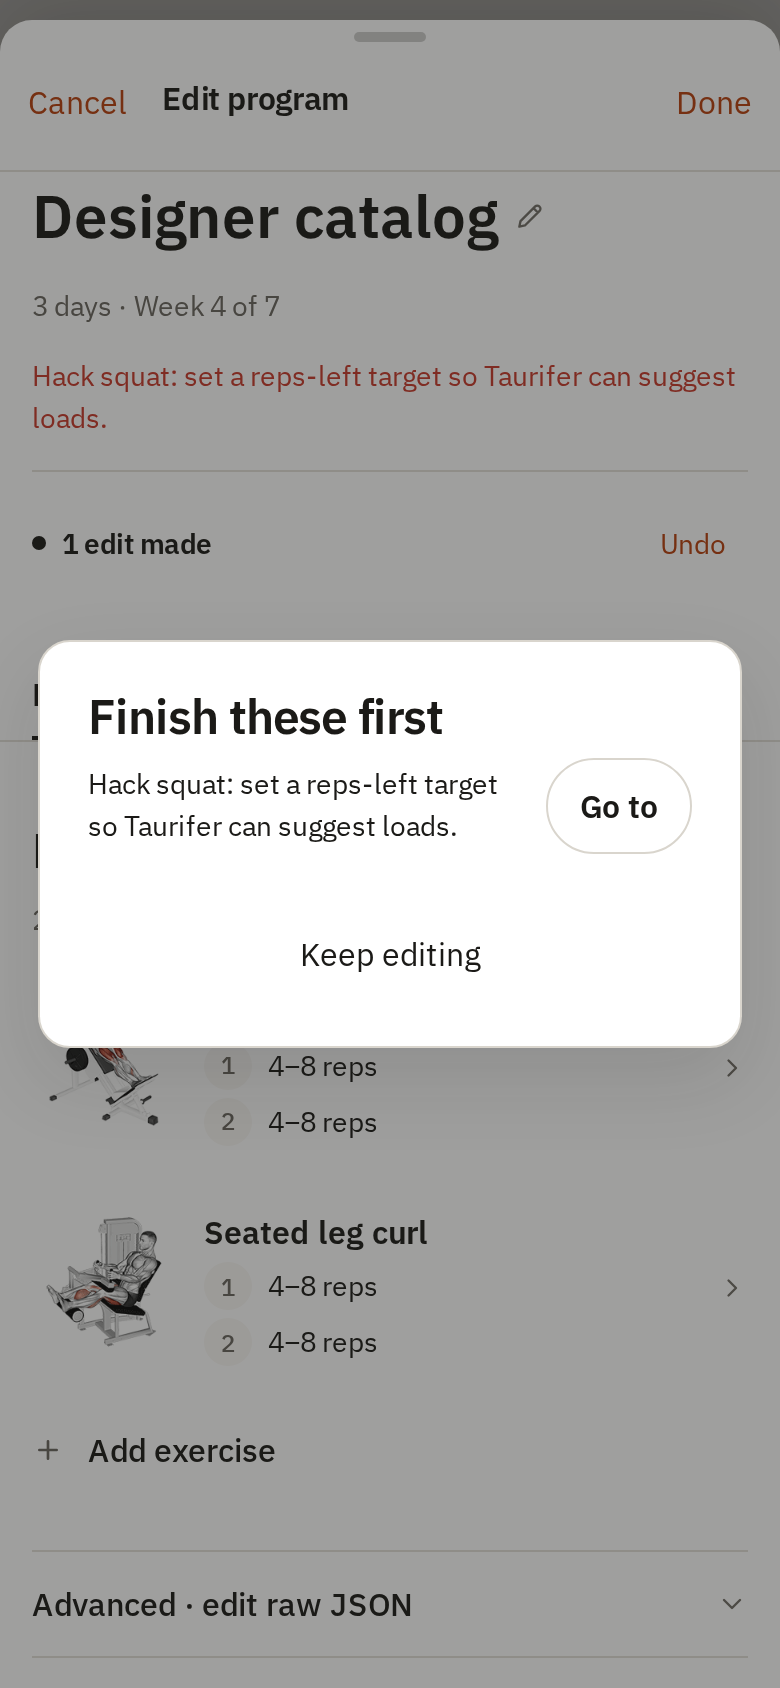 Cancel
Edit program
Done
Designer catalog
3 days · Week 4 of 7
Hack squat: set a reps-left target so Taurifer can suggest
loads.
1 edit made
Undo
Finish these first
Hack squat: set a reps-left target
so Taurifer can suggest loads.
Go to
Keep editing
1 4–8 reps
2 4–8 reps
Seated leg curl
1 4–8 reps
2 4–8 reps
Add exercise
Advanced · edit raw JSON